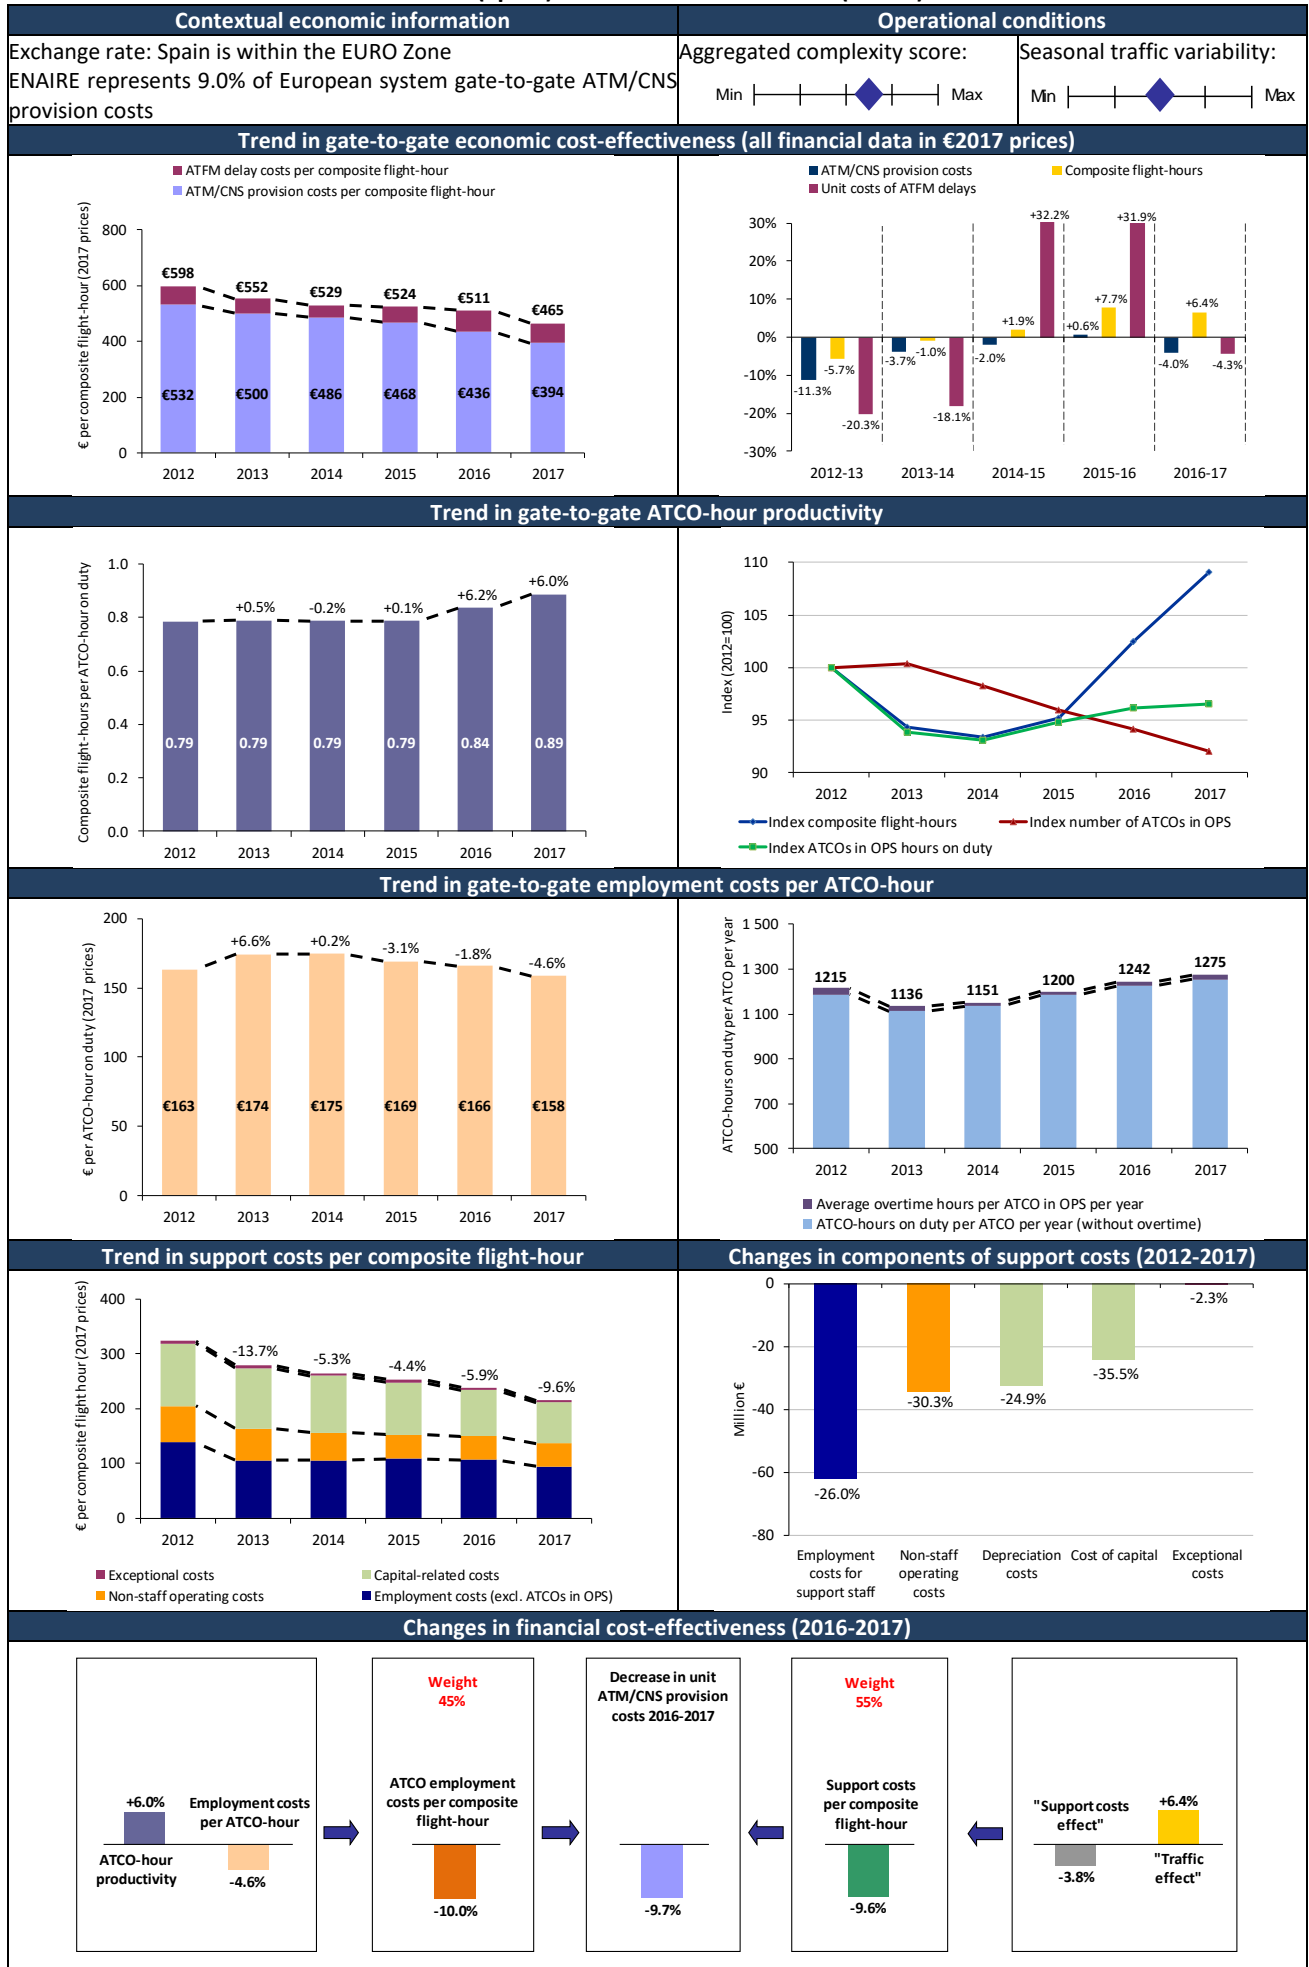 Contextual economic information
Operational conditions
Exchange rate: Spain is within the EURO Zone
ENAIRE represents 9.0% of European system gate-to-gate ATM/CNS
provision costs
Aggregated complexity score:
Min Max
Seasonal traffic variability:
Min Max
Trend in gate-to-gate economic cost-effectiveness (all financial data in €2017 prices)
ATFM delay costs per composite flight-hour
ATM/CNS provision costs per composite flight-hour
€ per composite flight-hour (2017 prices)
800
600
400
200
0
€598 €552 €529 €524 €511 €465
€532 €500 €486 €468 €436 €394
2012 2013 2014 2015 2016 2017
ATM/CNS provision costs Composite flight-hours
Unit costs of ATFM delays
30%
20%
10%
0%
-10%
-20%
-30%
-11.3% -5.7% -20.3%
-3.7% -1.0% -18.1%
-2.0% +1.9% +32.2%
+0.6% +7.7% +31.9%
-4.0% +6.4% -4.3%
2012-13 2013-14 2014-15 2015-16 2016-17
Trend in gate-to-gate ATCO-hour productivity
Composite flight-hours per ATCO-hour on duty
1.0
0.8
0.6
0.4
0.2
0.0
+0.5% -0.2% +0.1% +6.2% +6.0%
0.79 0.79 0.79 0.79 0.84 0.89
2012 2013 2014 2015 2016 2017
Index (2012=100)
110
105
100
95
90
2012 2013 2014 2015 2016 2017
Index composite flight-hours Index number of ATCOs in OPS
Index ATCOs in OPS hours on duty
Trend in gate-to-gate employment costs per ATCO-hour
€ per ATCO-hour on duty (2017 prices)
200
150
100
50
0
+6.6% +0.2% -3.1% -1.8% -4.6%
€163 €174 €175 €169 €166 €158
2012 2013 2014 2015 2016 2017
ATCO-hours on duty per ATCO per year
1 500
1 300
1 100
900
700
500
1215 1136 1151 1200 1242 1275
2012 2013 2014 2015 2016 2017
Average overtime hours per ATCO in OPS per year
ATCO-hours on duty per ATCO per year (without overtime)
Trend in support costs per composite flight-hour
€ per composite flight hour (2017 prices)
400
300
200
100
0
-13.7% -5.3% -4.4% -5.9% -9.6%
2012 2013 2014 2015 2016 2017
Exceptional costs Capital-related costs
Non-staff operating costs Employment costs (excl. ATCOs in OPS)
Changes in components of support costs (2012-2017)
Million €
0
-20
-40
-60
-80
-26.0% -30.3% -24.9% -35.5% -2.3%
Employment Non-staff Depreciation Cost of capital Exceptional
costs for operating costs costs
support staff costs
Changes in financial cost-effectiveness (2016-2017)
+6.0%
ATCO-hour
productivity
Employment costs
per ATCO-hour
-4.6%
Weight
45%
ATCO employment
costs per composite
flight-hour
-10.0%
Decrease in unit
ATM/CNS provision
costs 2016-2017
-9.7%
Weight
55%
Support costs
per composite
flight-hour
-9.6%
"Support costs
effect"
-3.8%
+6.4%
"Traffic
effect"